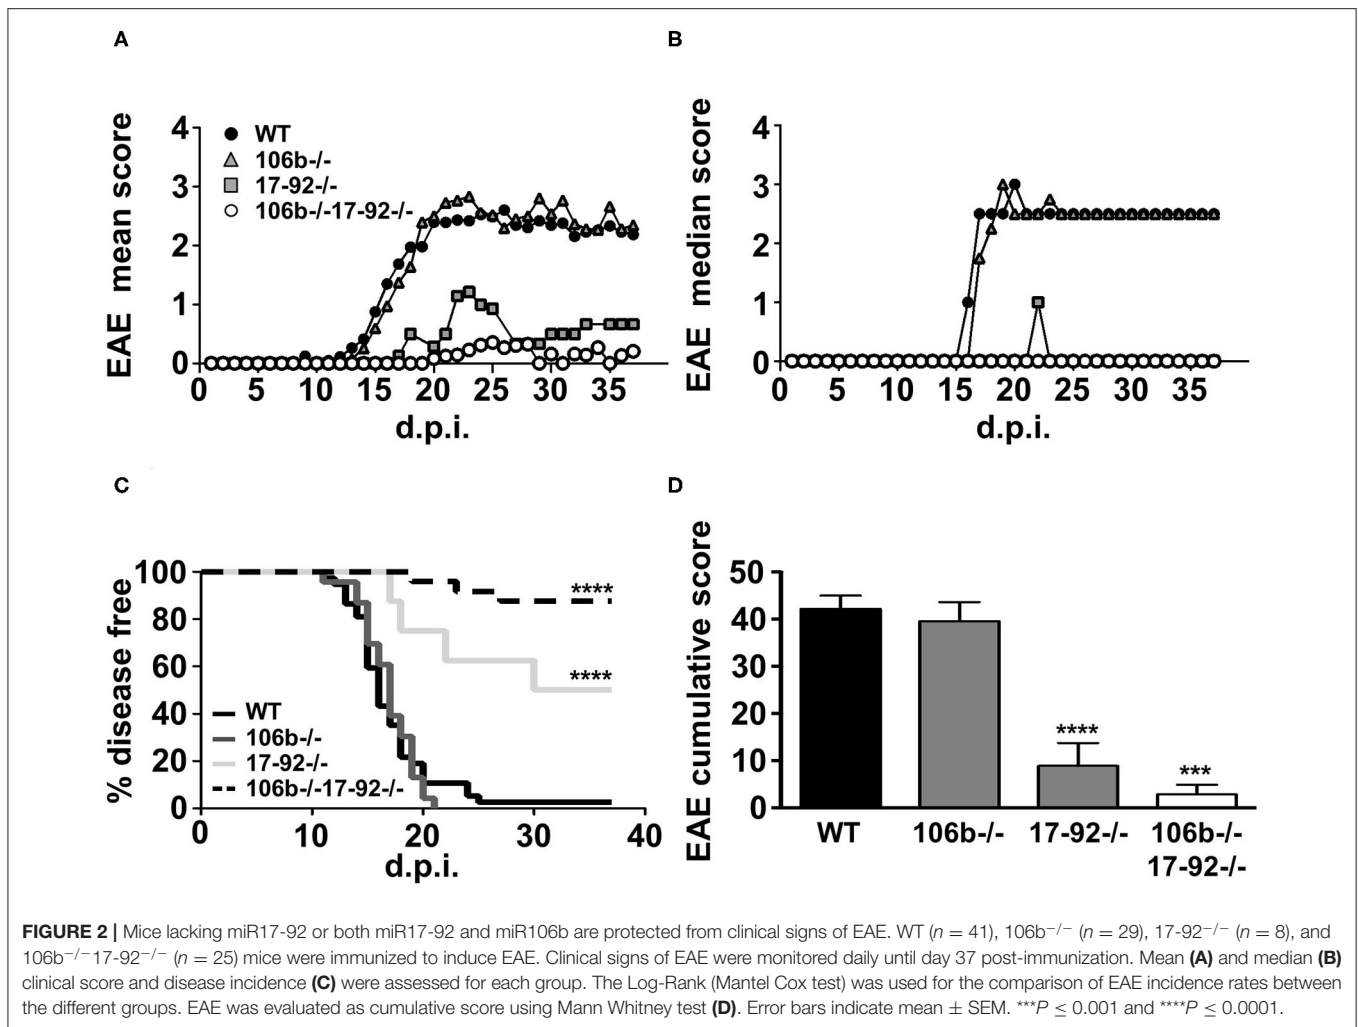 A
B
EAE mean score
4
3
2
1
0
WT
106b-/-
17-92-/-
106b-/-17-92-/-
0 5 10 15 20 25 30 35
d.p.i.
EAE median score
4
3
2
1
0
0 5 10 15 20 25 30 35
d.p.i.
C
D
% disease free
100
80
60
40
20
0
****
****
WT
106b-/-
17-92-/-
106b-/-17-92-/-
0 10 20 30 40
d.p.i.
EAE cumulative score
50
40
30
20
10
0
****
***
WT 106b-/- 17-92-/- 106b-/-
17-92-/-
FIGURE 2 | Mice lacking miR17-92 or both miR17-92 and miR106b are protected from clinical signs of EAE. WT (n = 41), 106b−/− (n = 29), 17-92−/− (n = 8), and
106b−/−17-92−/− (n = 25) mice were immunized to induce EAE. Clinical signs of EAE were monitored daily until day 37 post-immunization. Mean (A) and median (B)
clinical score and disease incidence (C) were assessed for each group. The Log-Rank (Mantel Cox test) was used for the comparison of EAE incidence rates between
the different groups. EAE was evaluated as cumulative score using Mann Whitney test (D). Error bars indicate mean ± SEM. ***P ≤ 0.001 and ****P ≤ 0.0001.